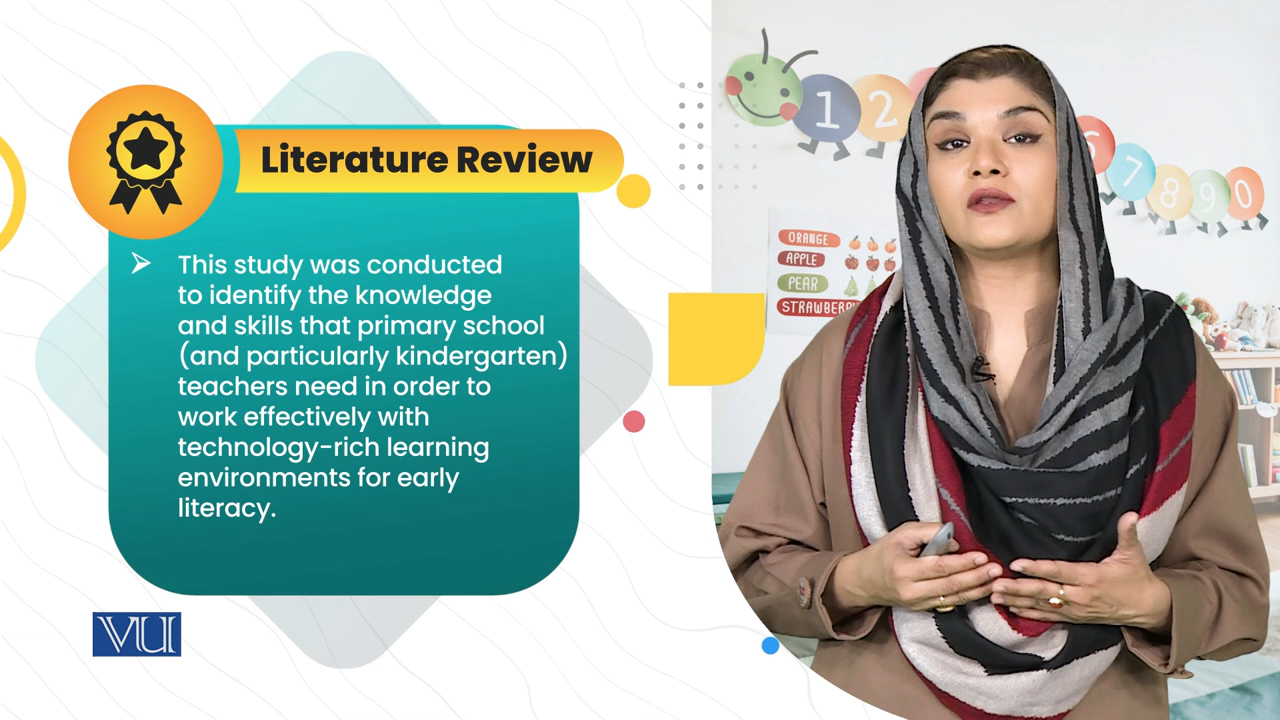 Literature Review
This study was conducted
to identify the knowledge
and skills that primary school
(and particularly kindergarten)
teachers need in order to
work effectively with
technology-rich learning
environments for early
literacy.
VU
1 2
6 7 8 9 0
ORANGE
APPLE
PEAR